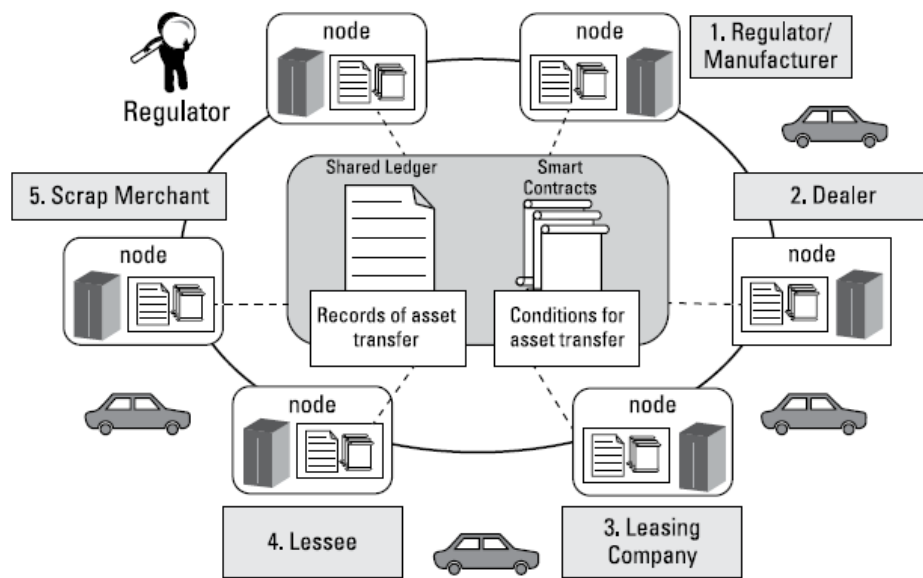 node
node
1. Regulator/
Manufacturer
Regulator
Shared Ledger
Smart
Contracts
5. Scrap Merchant
2. Dealer
node
node
Records of asset
transfer
Conditions for
asset transfer
node
node
4. Lessee
3. Leasing
Company